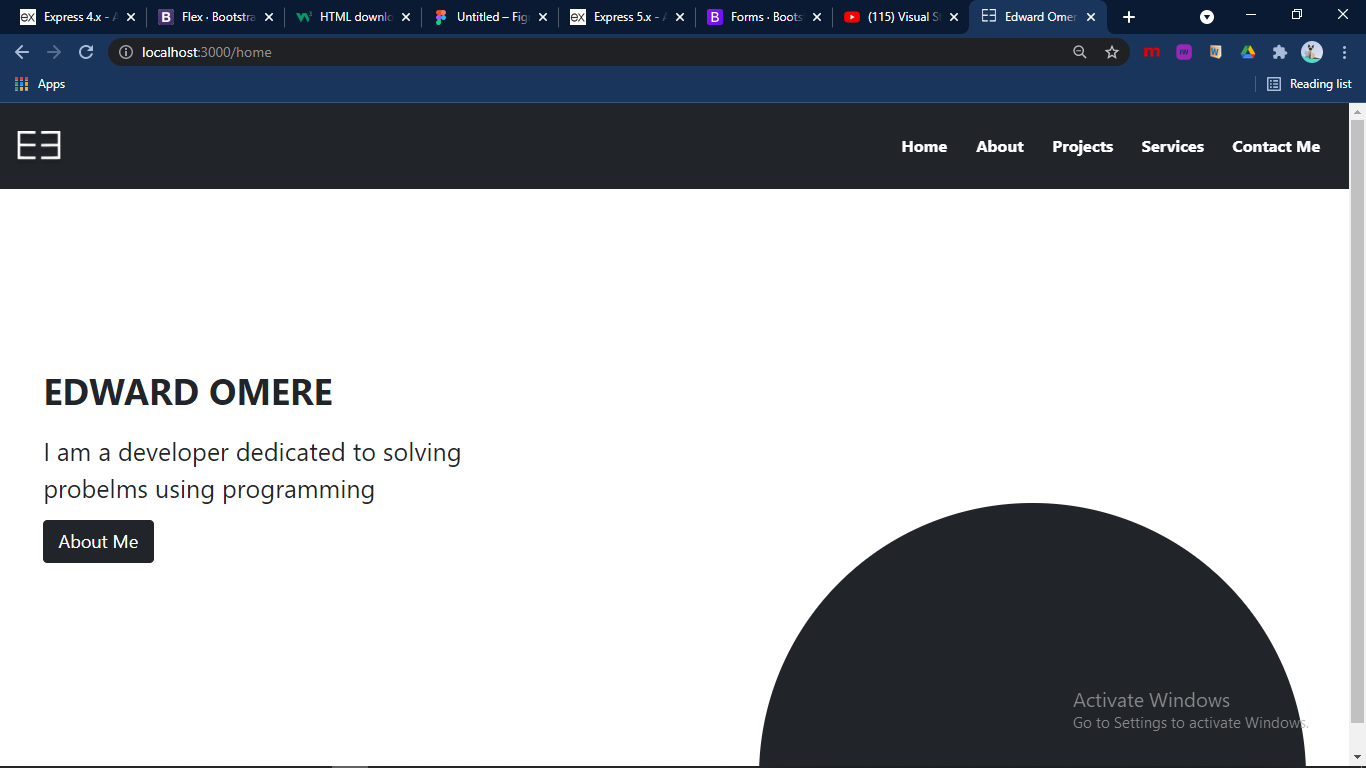 Express 4.x - A
Flex · Bootstra
HTML downlo
Untitled – Fig
Express 5.x - A
Forms · Boots
(115) Visual St
Edward Omer
localhost:3000/home
Apps
Reading list
Home About Projects Services Contact Me
EDWARD OMERE
I am a developer dedicated to solving
probelms using programming
About Me
Activate Windows
Go to Settings to activate Windows.